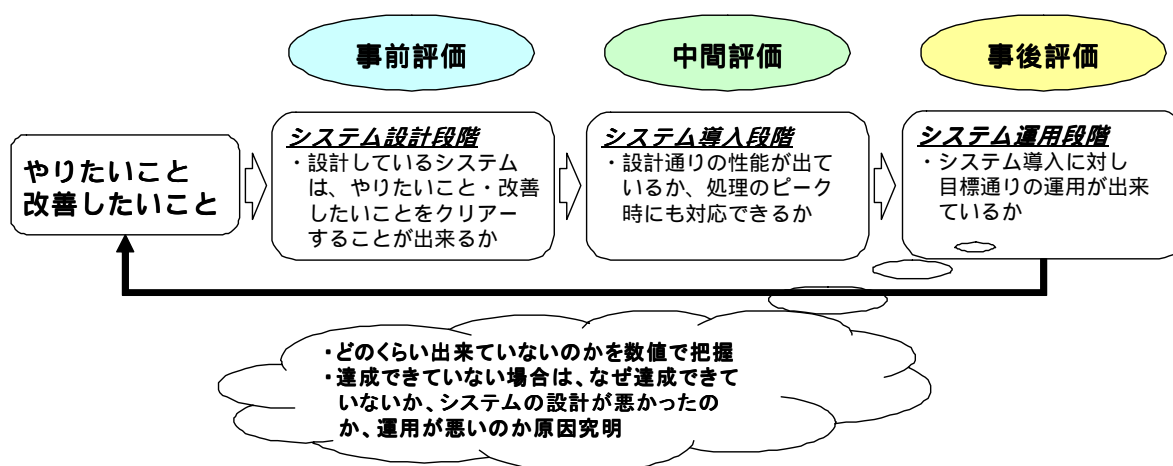 事前評価
中間評価
事後評価
やりたいこと
改善したいこと
システム設計段階
・設計しているシステム
は、やりたいこと・改善
したいことをクリアー
することが出来るか
システム導入段階
・設計通りの性能が出て
いるか、処理のピーク
時にも対応できるか
システム運用段階
・システム導入に対し
目標通りの運用が出来
ているか
・どのくらい出来ていないのかを数値で把握
・達成できていない場合は、なぜ達成できて
いないか、システムの設計が悪かったの
か、運用が悪いのか原因究明